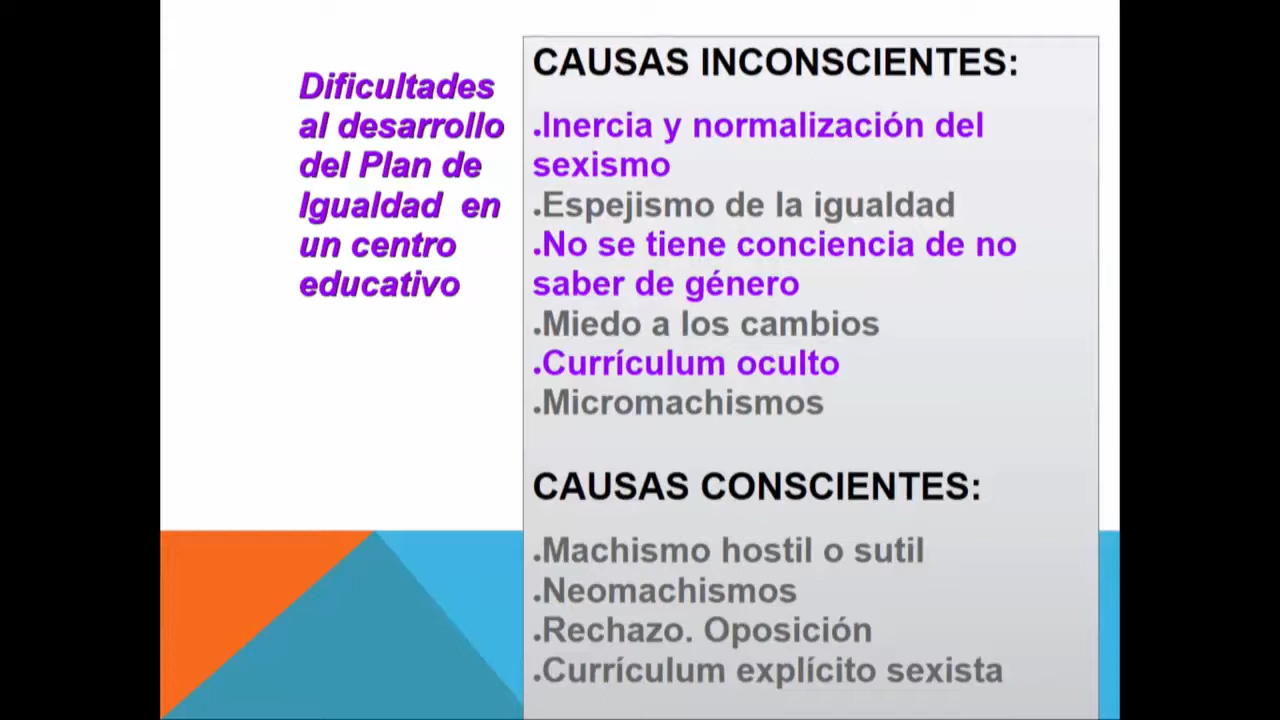 Dificultades
al desarrollo
del Plan de
Igualdad en
un centro
educativo
CAUSAS INCONSCIENTES:
.Inercia y normalización del
sexismo
.Espejismo de la igualdad
.No se tiene conciencia de no
saber de género
.Miedo a los cambios
.Currículum oculto
.Micromachismos
CAUSAS CONSCIENTES:
.Machismo hostil o sutil
.Neomachismos
.Rechazo. Oposición
.Currículum explícito sexista